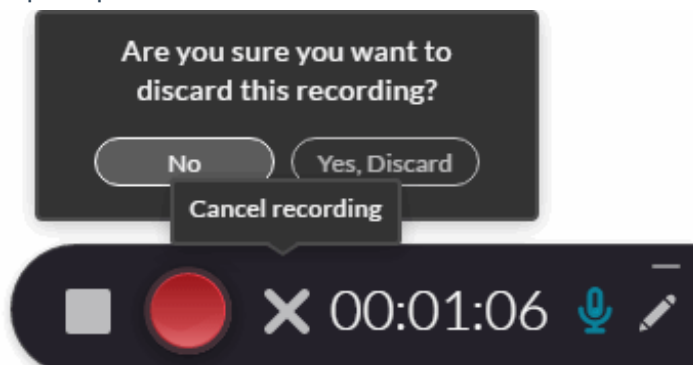 Are you sure you want to
discard this recording?
No
Yes, Discard
Cancel recording
00:01:06